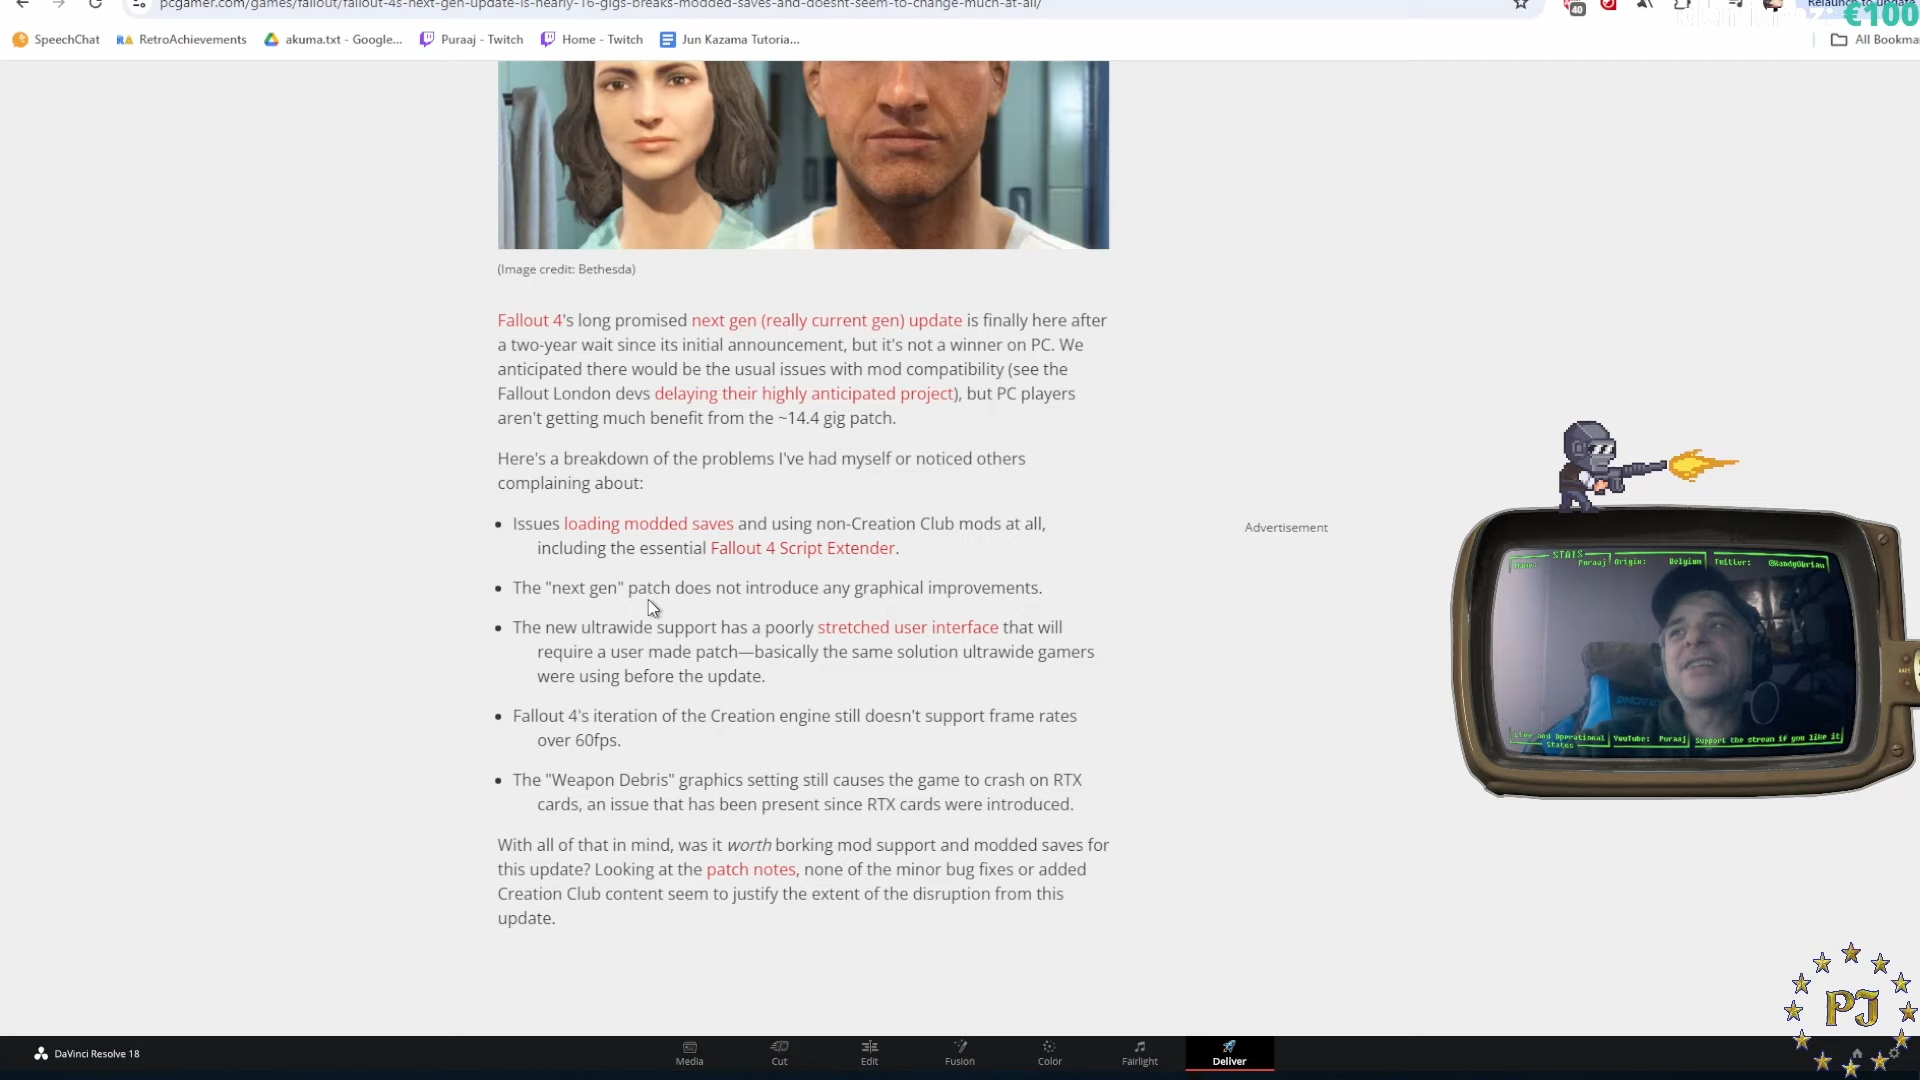 pcgamer.com/games/fallout/fallout-4s-next-gen-update-is-nearly-16-gigs-breaks-modded-saves-and-doesnt-seem-to-change-much-at-all/
40
Relaunch to update
€100
SpeechChat
RA RetroAchievements
akuma.txt - Google...
Puraaj - Twitch
Home - Twitch
Jun Kazama Tutoria...
All Bookma
(Image credit: Bethesda)
Fallout 4's long promised next gen (really current gen) update is finally here after
a two-year wait since its initial announcement, but it's not a winner on PC. We
anticipated there would be the usual issues with mod compatibility (see the
Fallout London devs delaying their highly anticipated project), but PC players
aren't getting much benefit from the ~14.4 gig patch.
Here's a breakdown of the problems I've had myself or noticed others
complaining about:
• Issues loading modded saves and using non-Creation Club mods at all,
including the essential Fallout 4 Script Extender.
• The "next gen" patch does not introduce any graphical improvements.
• The new ultrawide support has a poorly stretched user interface that will
require a user made patch—basically the same solution ultrawide gamers
were using before the update.
• Fallout 4's iteration of the Creation engine still doesn't support frame rates
over 60fps.
• The "Weapon Debris" graphics setting still causes the game to crash on RTX
cards, an issue that has been present since RTX cards were introduced.
With all of that in mind, was it worth borking mod support and modded saves for
this update? Looking at the patch notes, none of the minor bug fixes or added
Creation Club content seem to justify the extent of the disruption from this
update.
Advertisement
STATS
Name: Puraaj Origin: Belgium Twitter: @RandyObriau
Live and Operational
Status
YouTube: Puraaj
Support the stream if you like it
PJ
DaVinci Resolve 18
Media
Cut
Edit
Fusion
Color
Fairlight
Deliver